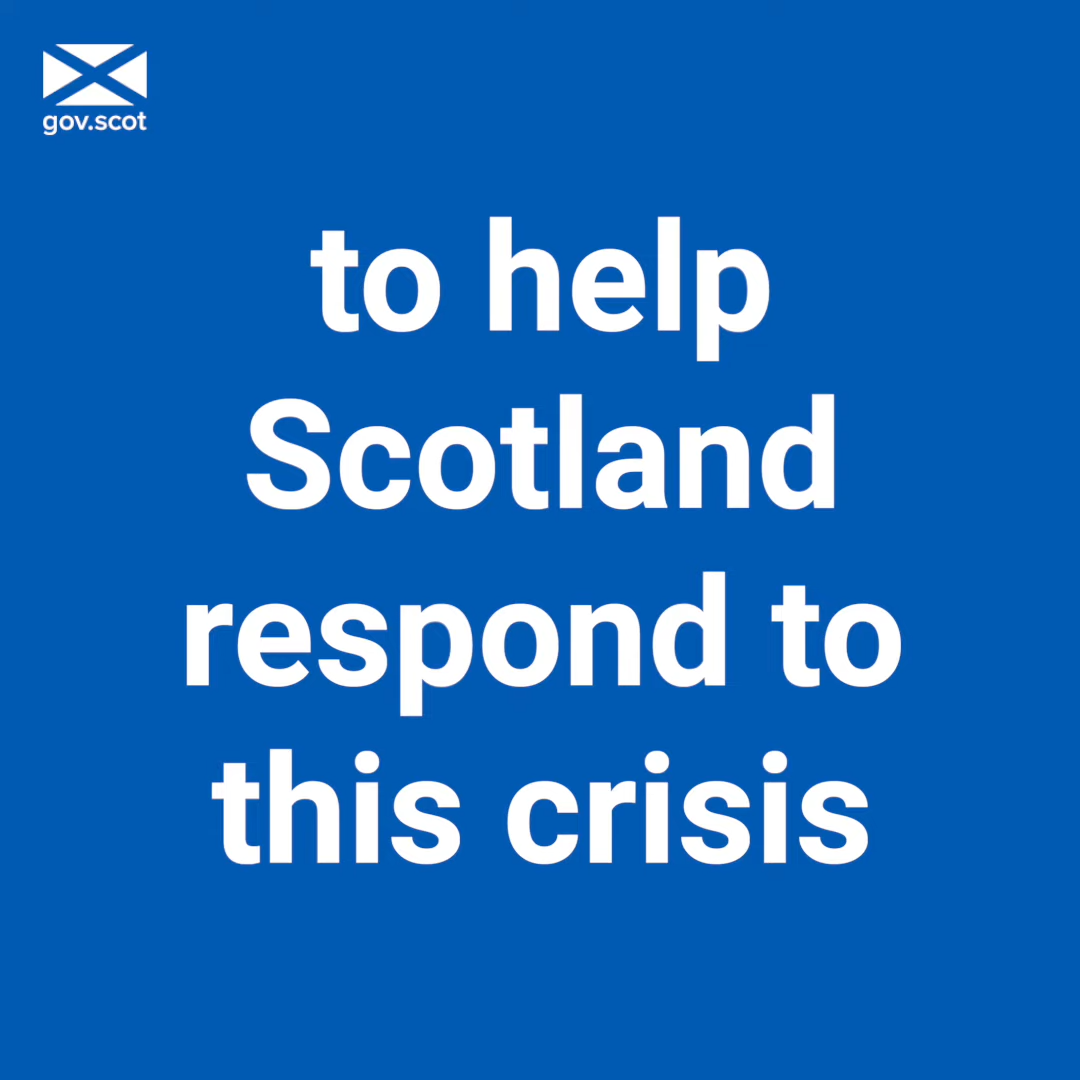 gov.scot
to help
Scotland
respond to
this crisis